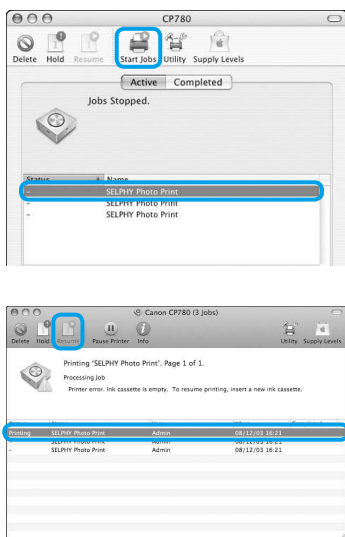 CP780
Delete Hold Resume Start Jobs Utility Supply Levels
Active Completed
Jobs Stopped.
Status Name
- SELPHY Photo Print
- SELPHY Photo Print
- SELPHY Photo Print
Canon CP780 (3 Jobs)
Delete Hold Resume Pause Printer Info Utility Supply Levels
Printing 'SELPHY Photo Print'. Page 1 of 1.
Processing Job
Printer error. Ink cassette is empty. To resume printing, insert a new ink cassette.
Printing SELPHY Photo Print Admin 08/12/03 16:21
SELPHY Photo Print Admin 08/12/03 16:21
- SELPHY Photo Print Admin 08/12/03 16:21